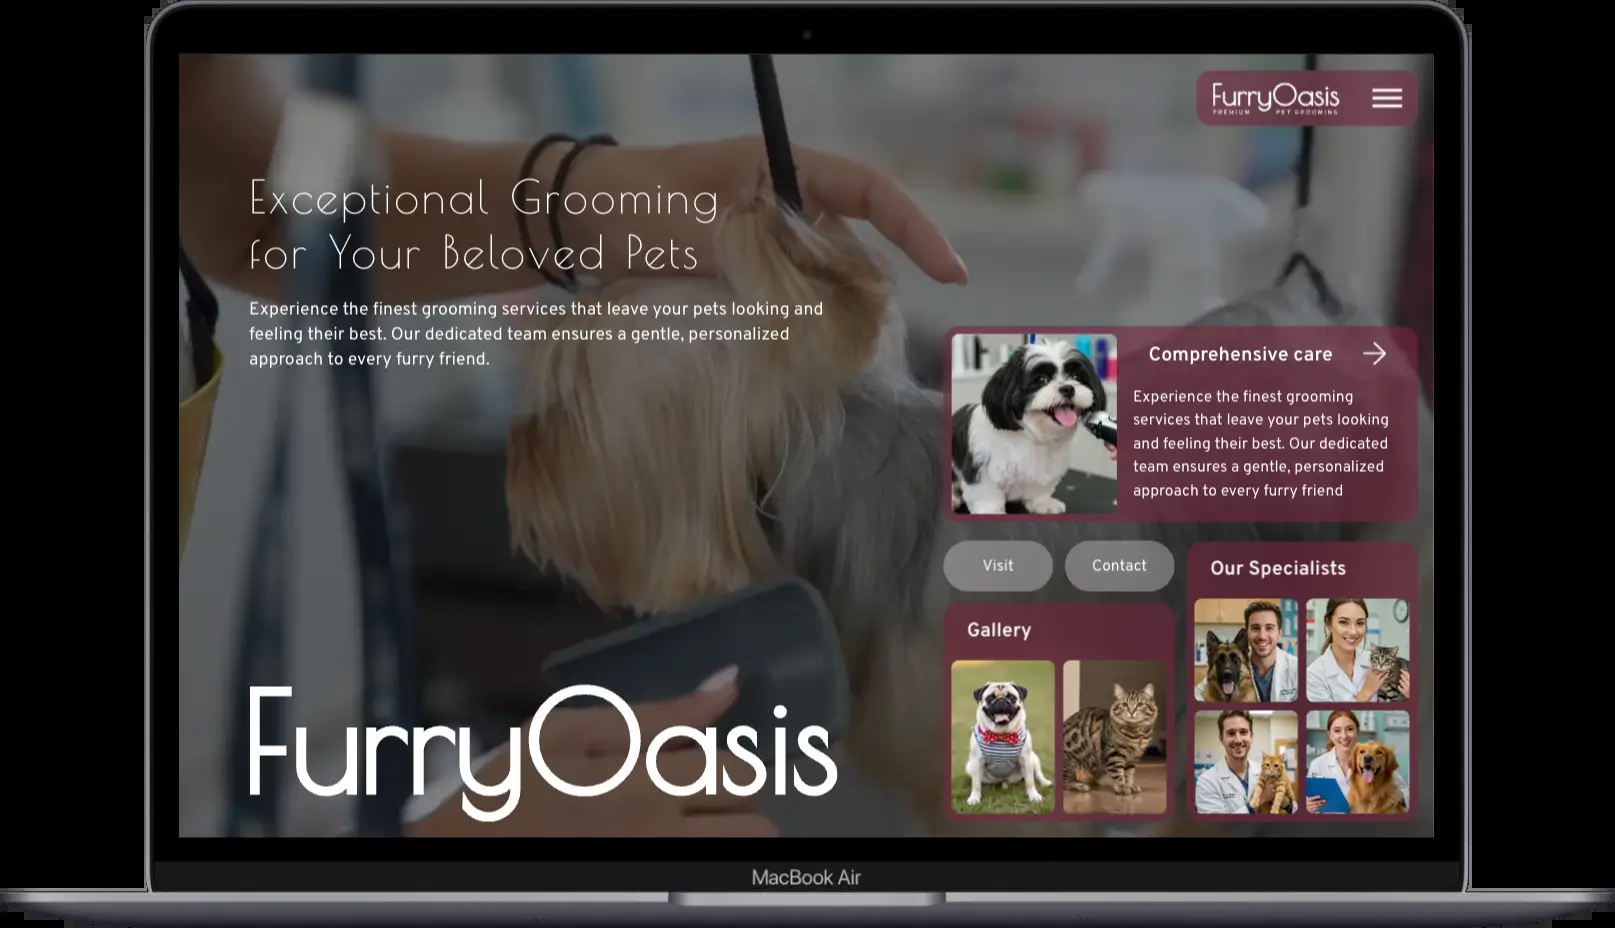 FurryOasis
PREMIUM PET GROOMING
Exceptional Grooming
for Your Beloved Pets
Experience the finest grooming services that leave your pets looking and
feeling their best. Our dedicated team ensures a gentle, personalized
approach to every furry friend.
Comprehensive care
Experience the finest grooming
services that leave your pets looking
and feeling their best. Our dedicated
team ensures a gentle, personalized
approach to every furry friend
Visit
Contact
Our Specialists
Gallery
FurryOasis
MacBook Air